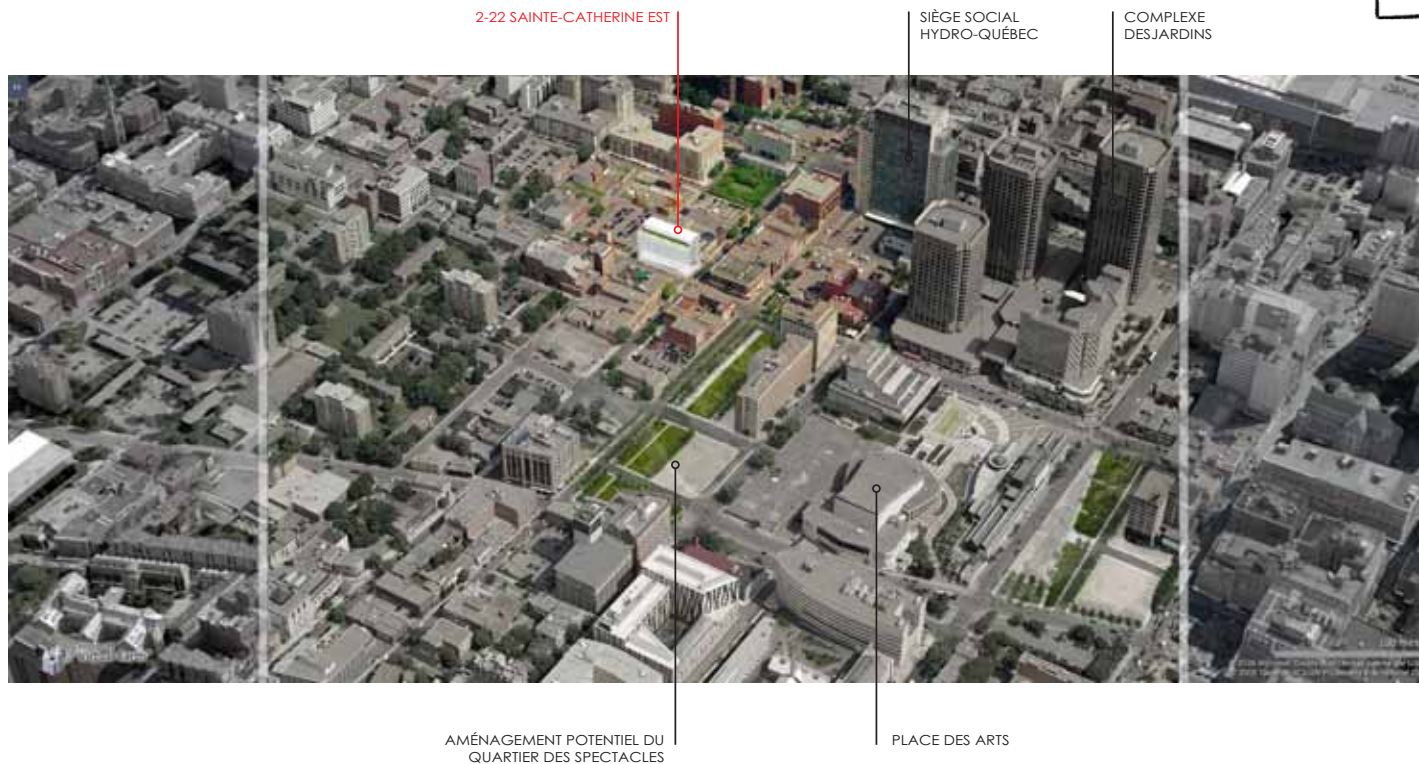 2-22 SAINTE-CATHERINE EST
SIÈGE SOCIAL
HYDRO-QUÉBEC
COMPLEXE
DESJARDINS
AMÉNAGEMENT POTENTIEL DU
QUARTIER DES SPECTACLES
PLACE DES ARTS